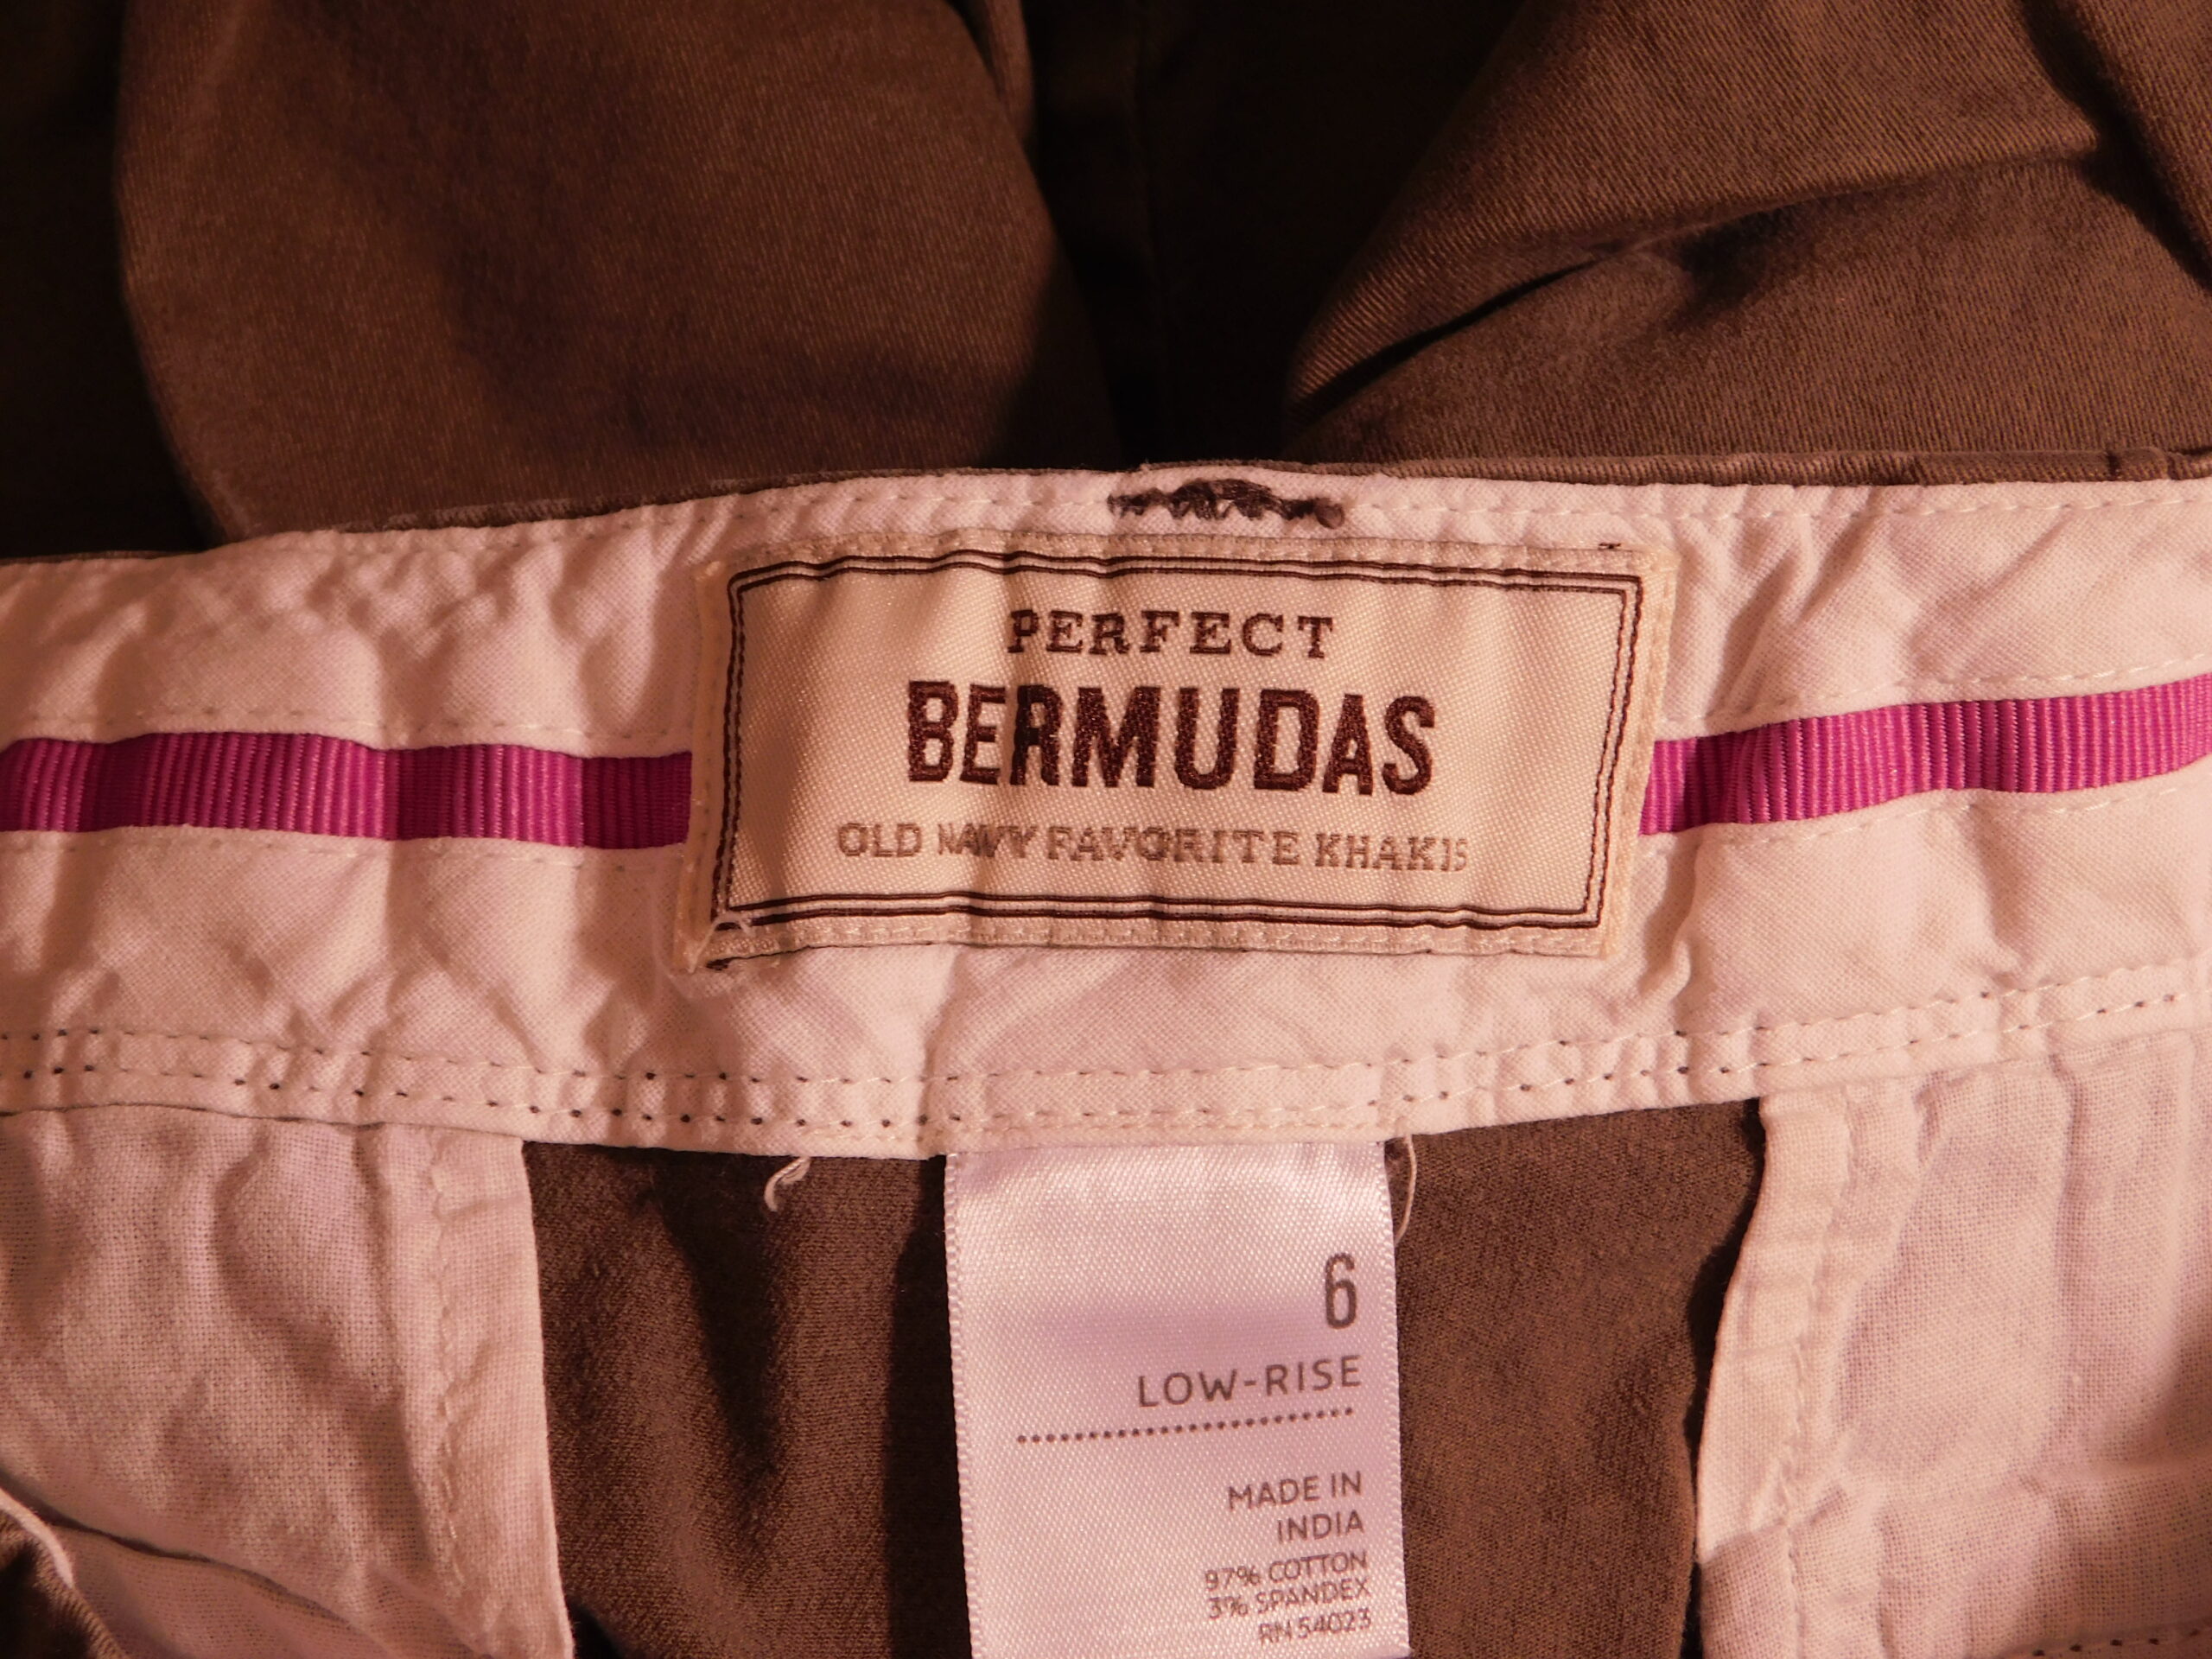 PERFECT
BERMUDAS
OLD NAVY FAVORITE KHAKIS
6
LOW-RISE
MADE IN
INDIA
97% COTTON
3% SPANDEX
RN 54023